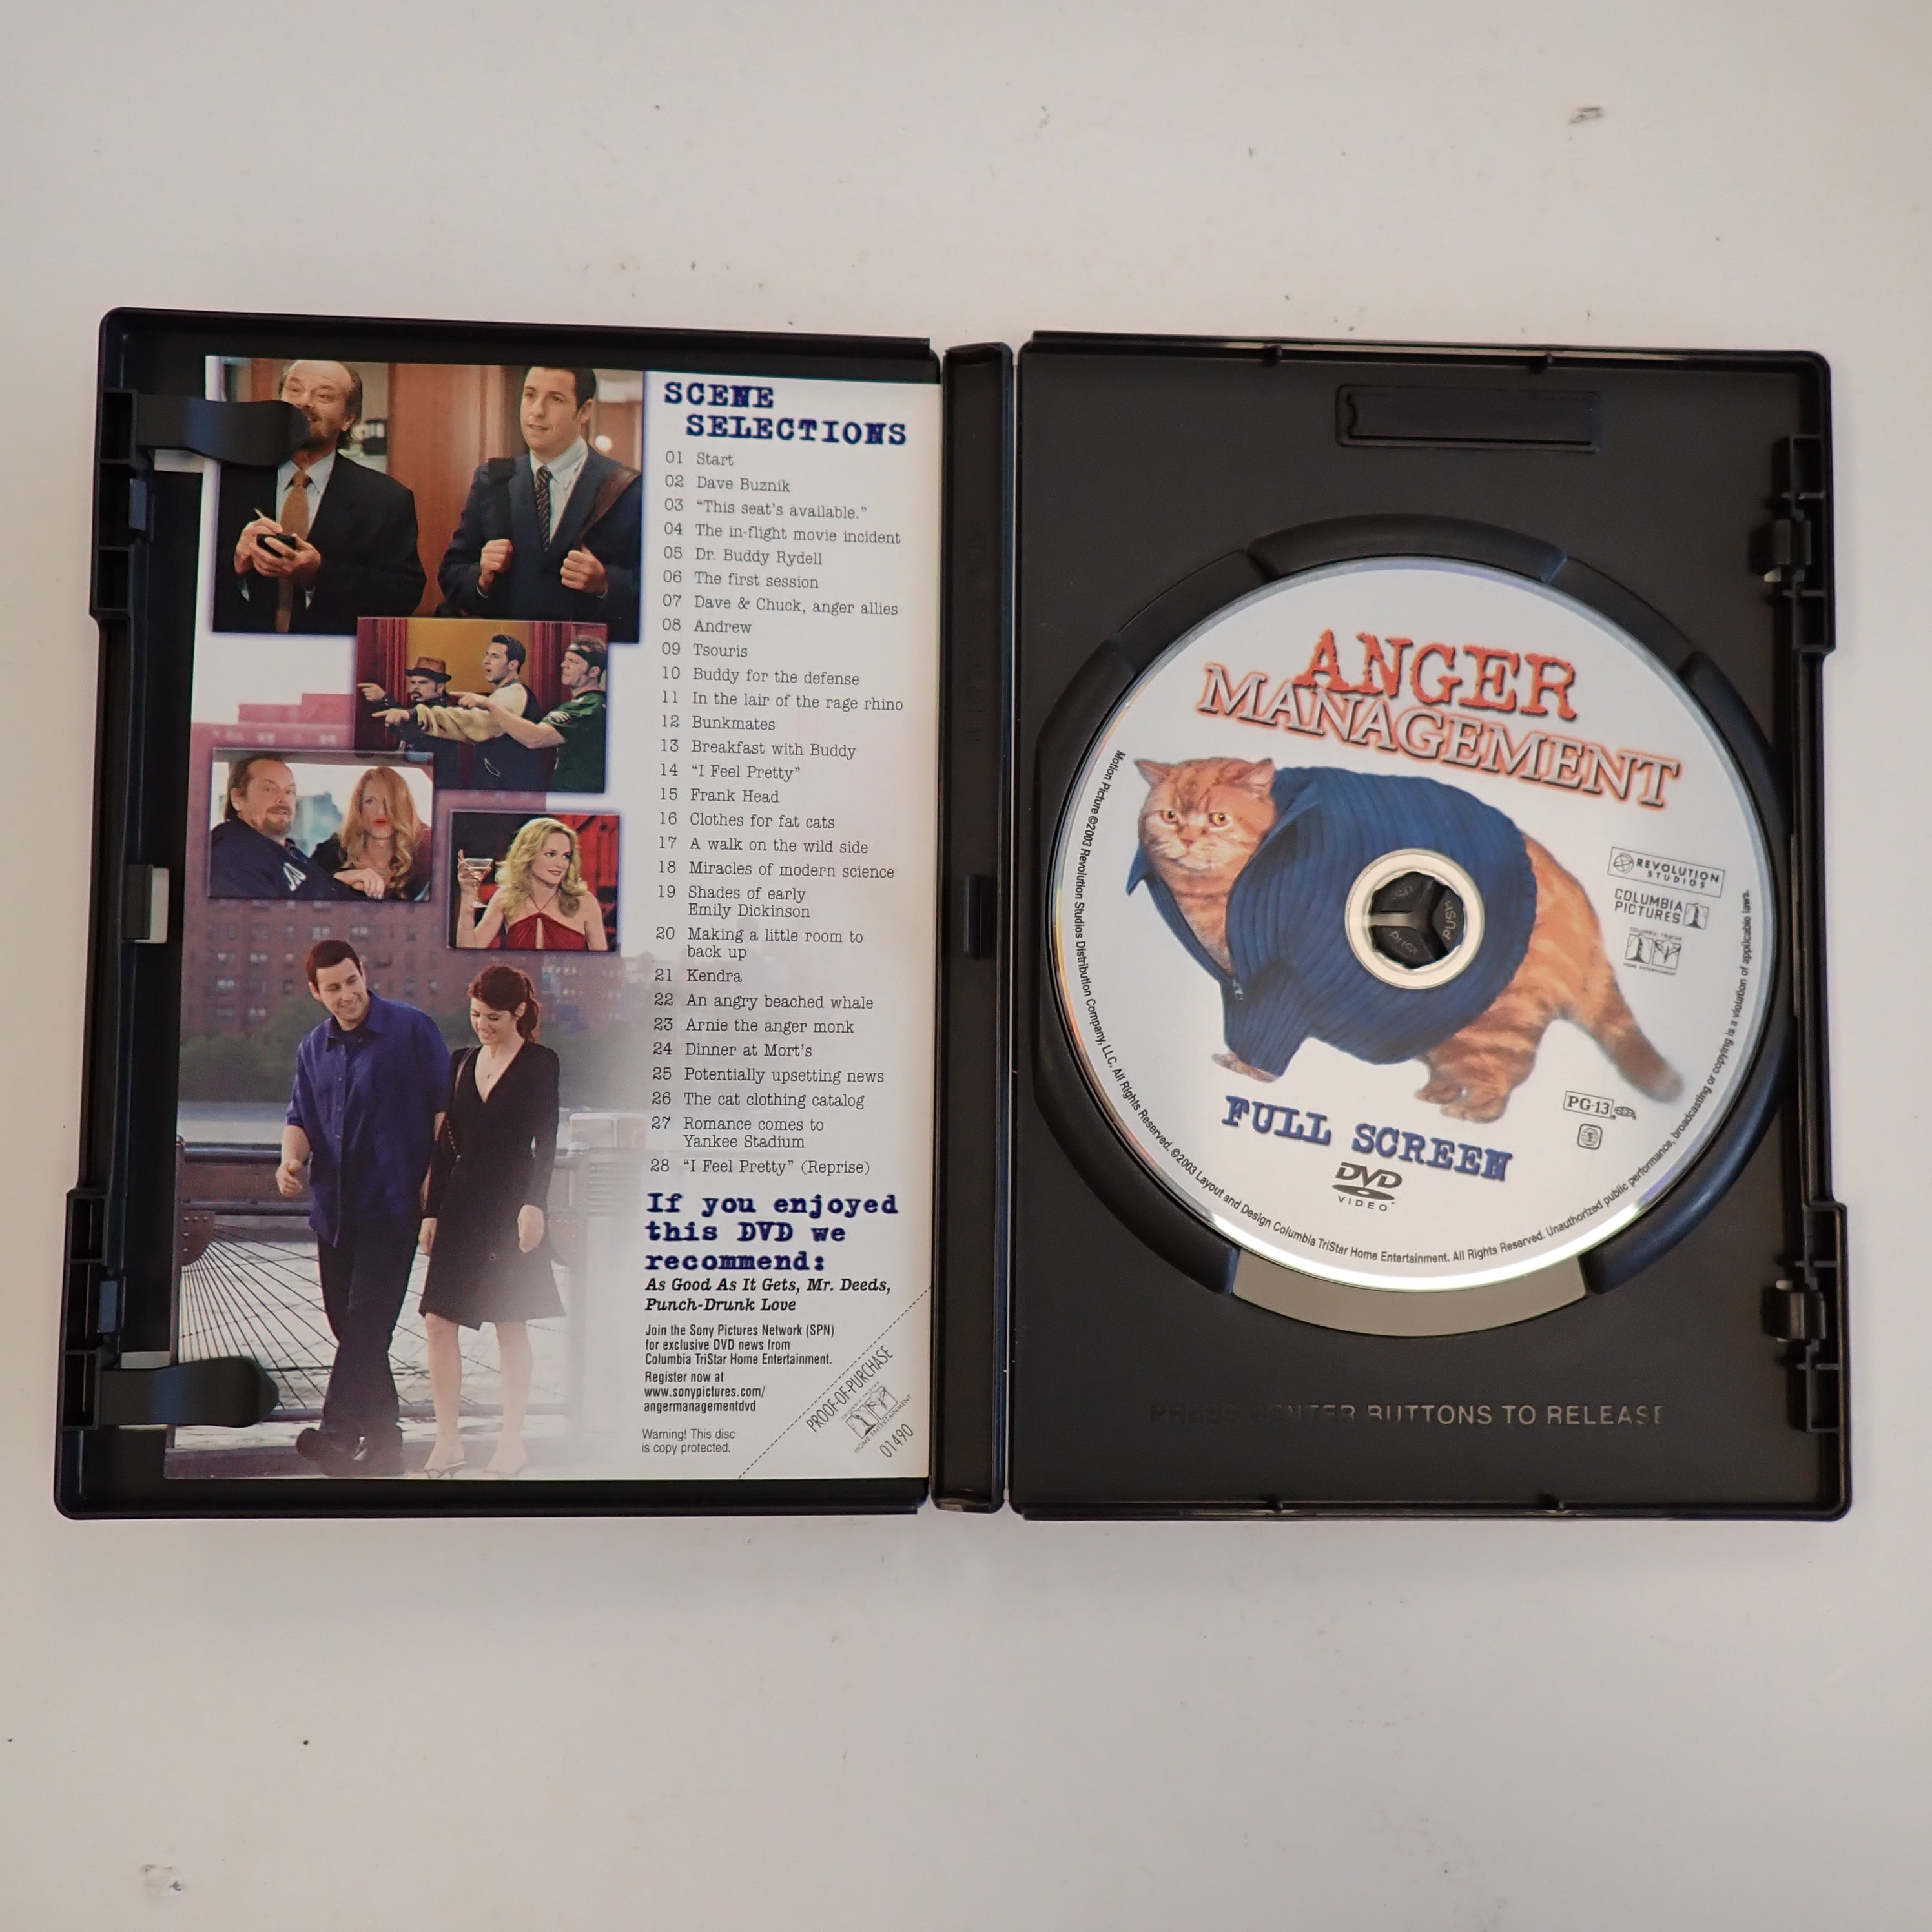 SCENE
SELECTIONS
01 Start
02 Dave Buznik
03 “This seat's available.”
04 The in-flight movie incident
05 Dr. Buddy Rydell
06 The first session
07 Dave & Chuck, anger allies
08 Andrew
09 Tsouris
10 Buddy for the defense
11 In the lair of the rage rhino
12 Bunkmates
13 Breakfast with Buddy
14 “I Feel Pretty”
15 Frank Head
16 Clothes for fat cats
17 A walk on the wild side
18 Miracles of modern science
19 Shades of early
Emily Dickinson
20 Making a little room to
back up
21 Kendra
22 An angry beached whale
23 Arnie the anger monk
24 Dinner at Mort's
25 Potentially upsetting news
26 The cat clothing catalog
27 Romance comes to
Yankee Stadium
28 “I Feel Pretty” (Reprise)
If you enjoyed
this DVD we
recommend:
As Good As It Gets, Mr. Deeds,
Punch-Drunk Love
Join the Sony Pictures Network (SPN)
for exclusive DVD news from
Columbia TriStar Home Entertainment.
Register now at
www.sonypictures.com/
angermanagementdvd
Warning! This disc
is copy protected.
PROOF-OF-PURCHASE
COLUMBIA TRISTAR
HOME ENTERTAINMENT
01490
ANGER
MANAGEMENT
REVOLUTION
STUDIOS
COLUMBIA
PICTURES
COLUMBIA TRISTAR
HOME ENTERTAINMENT
PUSH
PUSH
PUSH
PG-13
FULL SCREEN
DVD
VIDEO
Motion Picture ©2003 Revolution Studios Distribution Company, LLC. All Rights Reserved. ©2003 Layout and Design Columbia TriStar Home Entertainment. All Rights Reserved. Unauthorized public performance, broadcasting or copying is a violation of applicable laws.
PRESS CENTER BUTTONS TO RELEASE